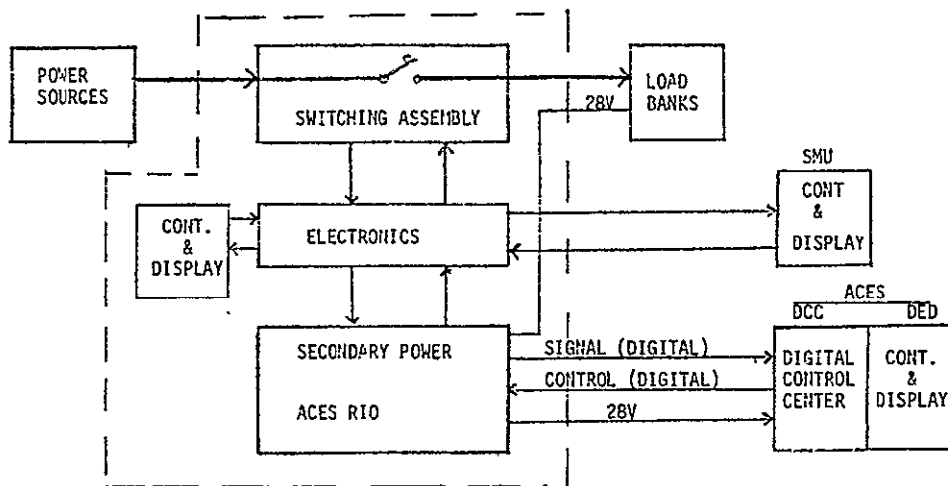 POWER
SOURCES
SWITCHING ASSEMBLY
28V
LOAD
BANKS
CONT.
&
DISPLAY
ELECTRONICS
SMU
CONT
&
DISPLAY
SECONDARY POWER
ACES RIO
SIGNAL (DIGITAL)
CONTROL (DIGITAL)
28V
ACES
DCC
DED
DIGITAL
CONTROL
CENTER
CONT.
&
DISPLAY